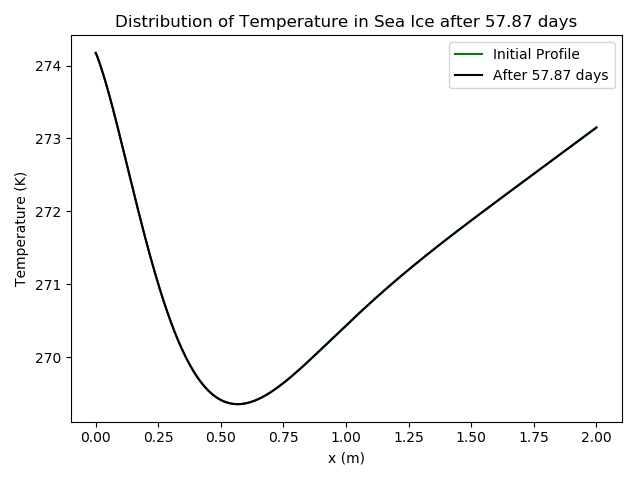 Distribution of Temperature in Sea Ice after 57.87 days
Initial Profile
After 57.87 days
Temperature (K)
274
273
272
271
270
0.00 0.25 0.50 0.75 1.00 1.25 1.50 1.75 2.00
x (m)